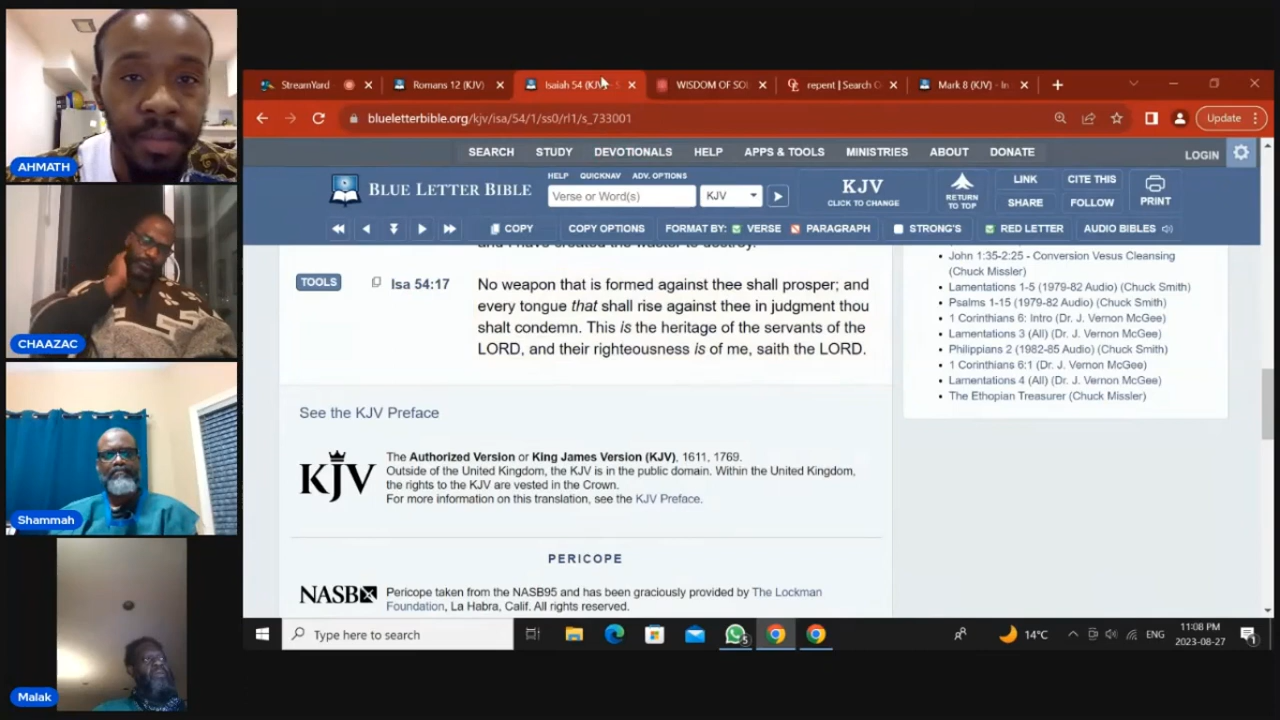 AHMATH
CHAAZAC
Shammah
Malak
StreamYard
Romans 12 (KJV)
Isaiah 54 (KJV) - S
WISDOM OF SOL
repent | Search O
Mark 8 (KJV) - In
blueletterbible.org/kjv/isa/54/1/ss0/rl1/s_733001
Update
SEARCH STUDY DEVOTIONALS HELP APPS & TOOLS MINISTRIES ABOUT DONATE
LOGIN
BLUE LETTER BIBLE
HELP QUICKNAV ADV. OPTIONS
Verse or Word(s)
KJV
KJV
CLICK TO CHANGE
RETURN
TO TOP
LINK
SHARE
CITE THIS
FOLLOW
PRINT
COPY COPY OPTIONS FORMAT BY: VERSE PARAGRAPH STRONG'S RED LETTER AUDIO BIBLES
and I have created the waster to destroy.
TOOLS
Isa 54:17
No weapon that is formed against thee shall prosper; and
every tongue that shall rise against thee in judgment thou
shalt condemn. This is the heritage of the servants of the
LORD, and their righteousness is of me, saith the LORD.
John 1:35-2:25 - Conversion Vesus Cleansing
(Chuck Missler)
Lamentations 1-5 (1979-82 Audio) (Chuck Smith)
Psalms 1-15 (1979-82 Audio) (Chuck Smith)
1 Corinthians 6: Intro (Dr. J. Vernon McGee)
Lamentations 3 (All) (Dr. J. Vernon McGee)
Philippians 2 (1982-85 Audio) (Chuck Smith)
1 Corinthians 6:1 (Dr. J. Vernon McGee)
Lamentations 4 (All) (Dr. J. Vernon McGee)
The Ethopian Treasurer (Chuck Missler)
See the KJV Preface
KJV
The Authorized Version or King James Version (KJV), 1611, 1769.
Outside of the United Kingdom, the KJV is in the public domain. Within the United Kingdom,
the rights to the KJV are vested in the Crown.
For more information on this translation, see the KJV Preface.
PERICOPE
NASB
Pericope taken from the NASB95 and has been graciously provided by The Lockman
Foundation, La Habra, Calif. All rights reserved.
Type here to search
5
14°C
ENG
11:08 PM
2023-08-27
1